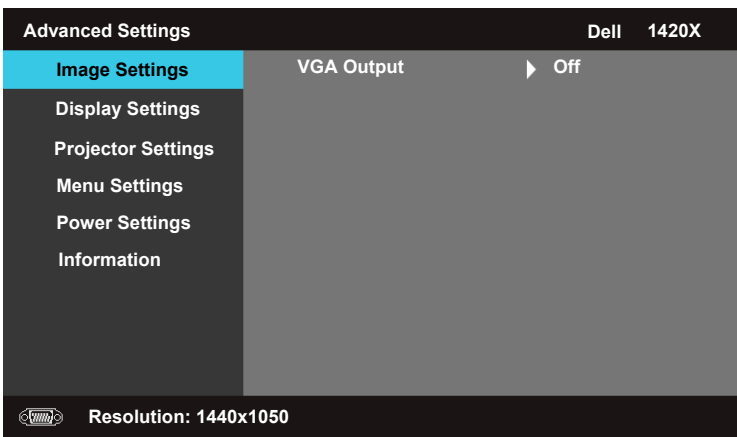 Advanced Settings Dell 1420X
Image Settings VGA Output Off
Display Settings
Projector Settings
Menu Settings
Power Settings
Information
Resolution: 1440x1050